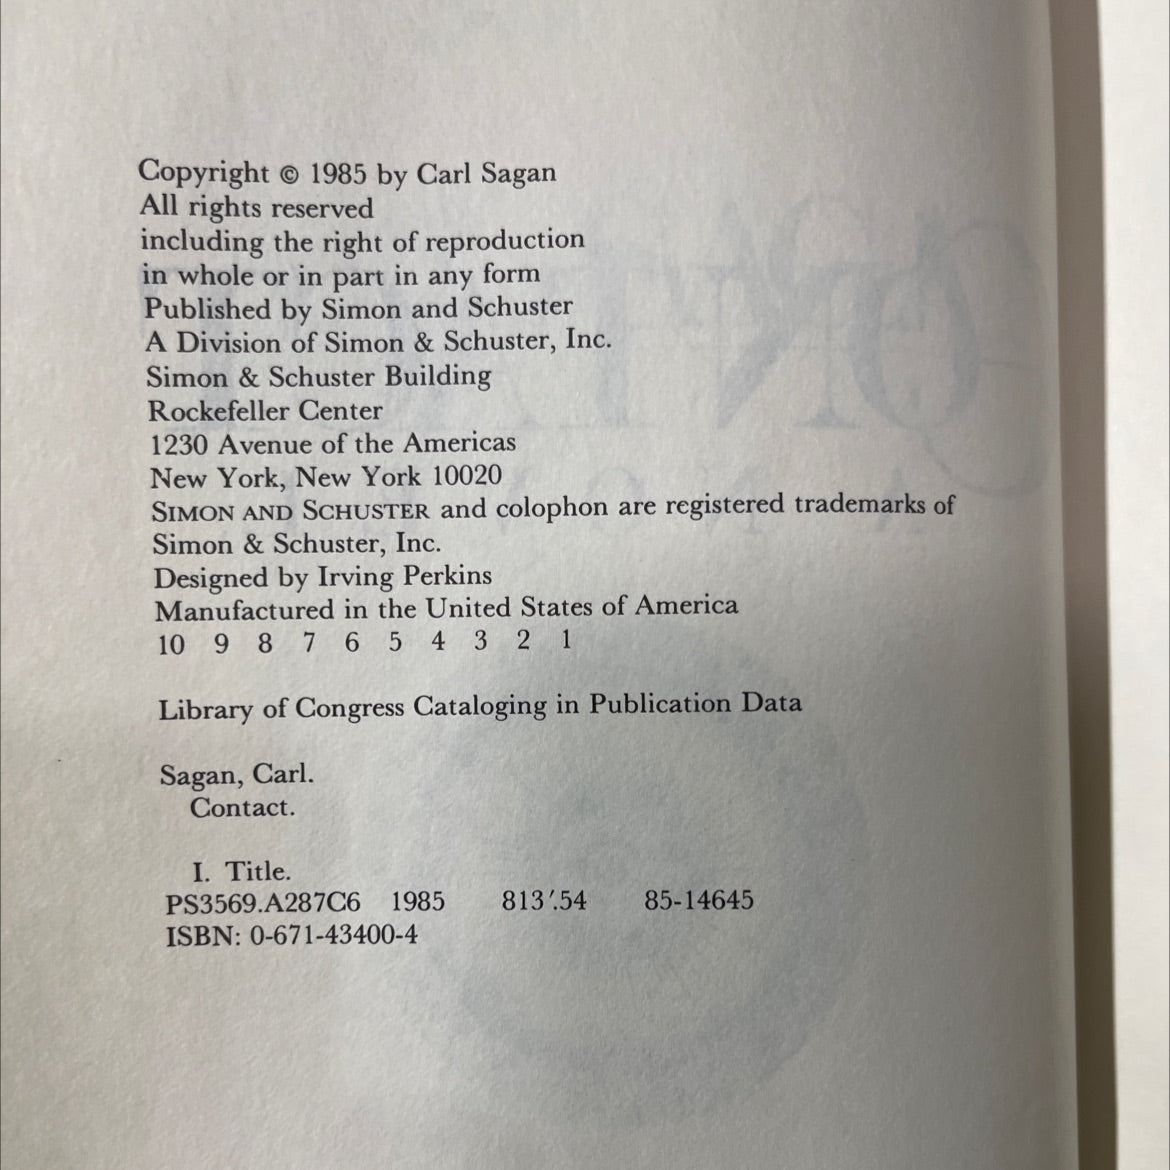 Copyright © 1985 by Carl Sagan
All rights reserved
including the right of reproduction
in whole or in part in any form
Published by Simon and Schuster
A Division of Simon & Schuster, Inc.
Simon & Schuster Building
Rockefeller Center
1230 Avenue of the Americas
New York, New York 10020
SIMON AND SCHUSTER and colophon are registered trademarks of
Simon & Schuster, Inc.
Designed by Irving Perkins
Manufactured in the United States of America
10 9 8 7 6 5 4 3 2 1
Library of Congress Cataloging in Publication Data
Sagan, Carl.
Contact.
I. Title.
PS3569.A287C6 1985 813′.54 85-14645
ISBN: 0-671-43400-4